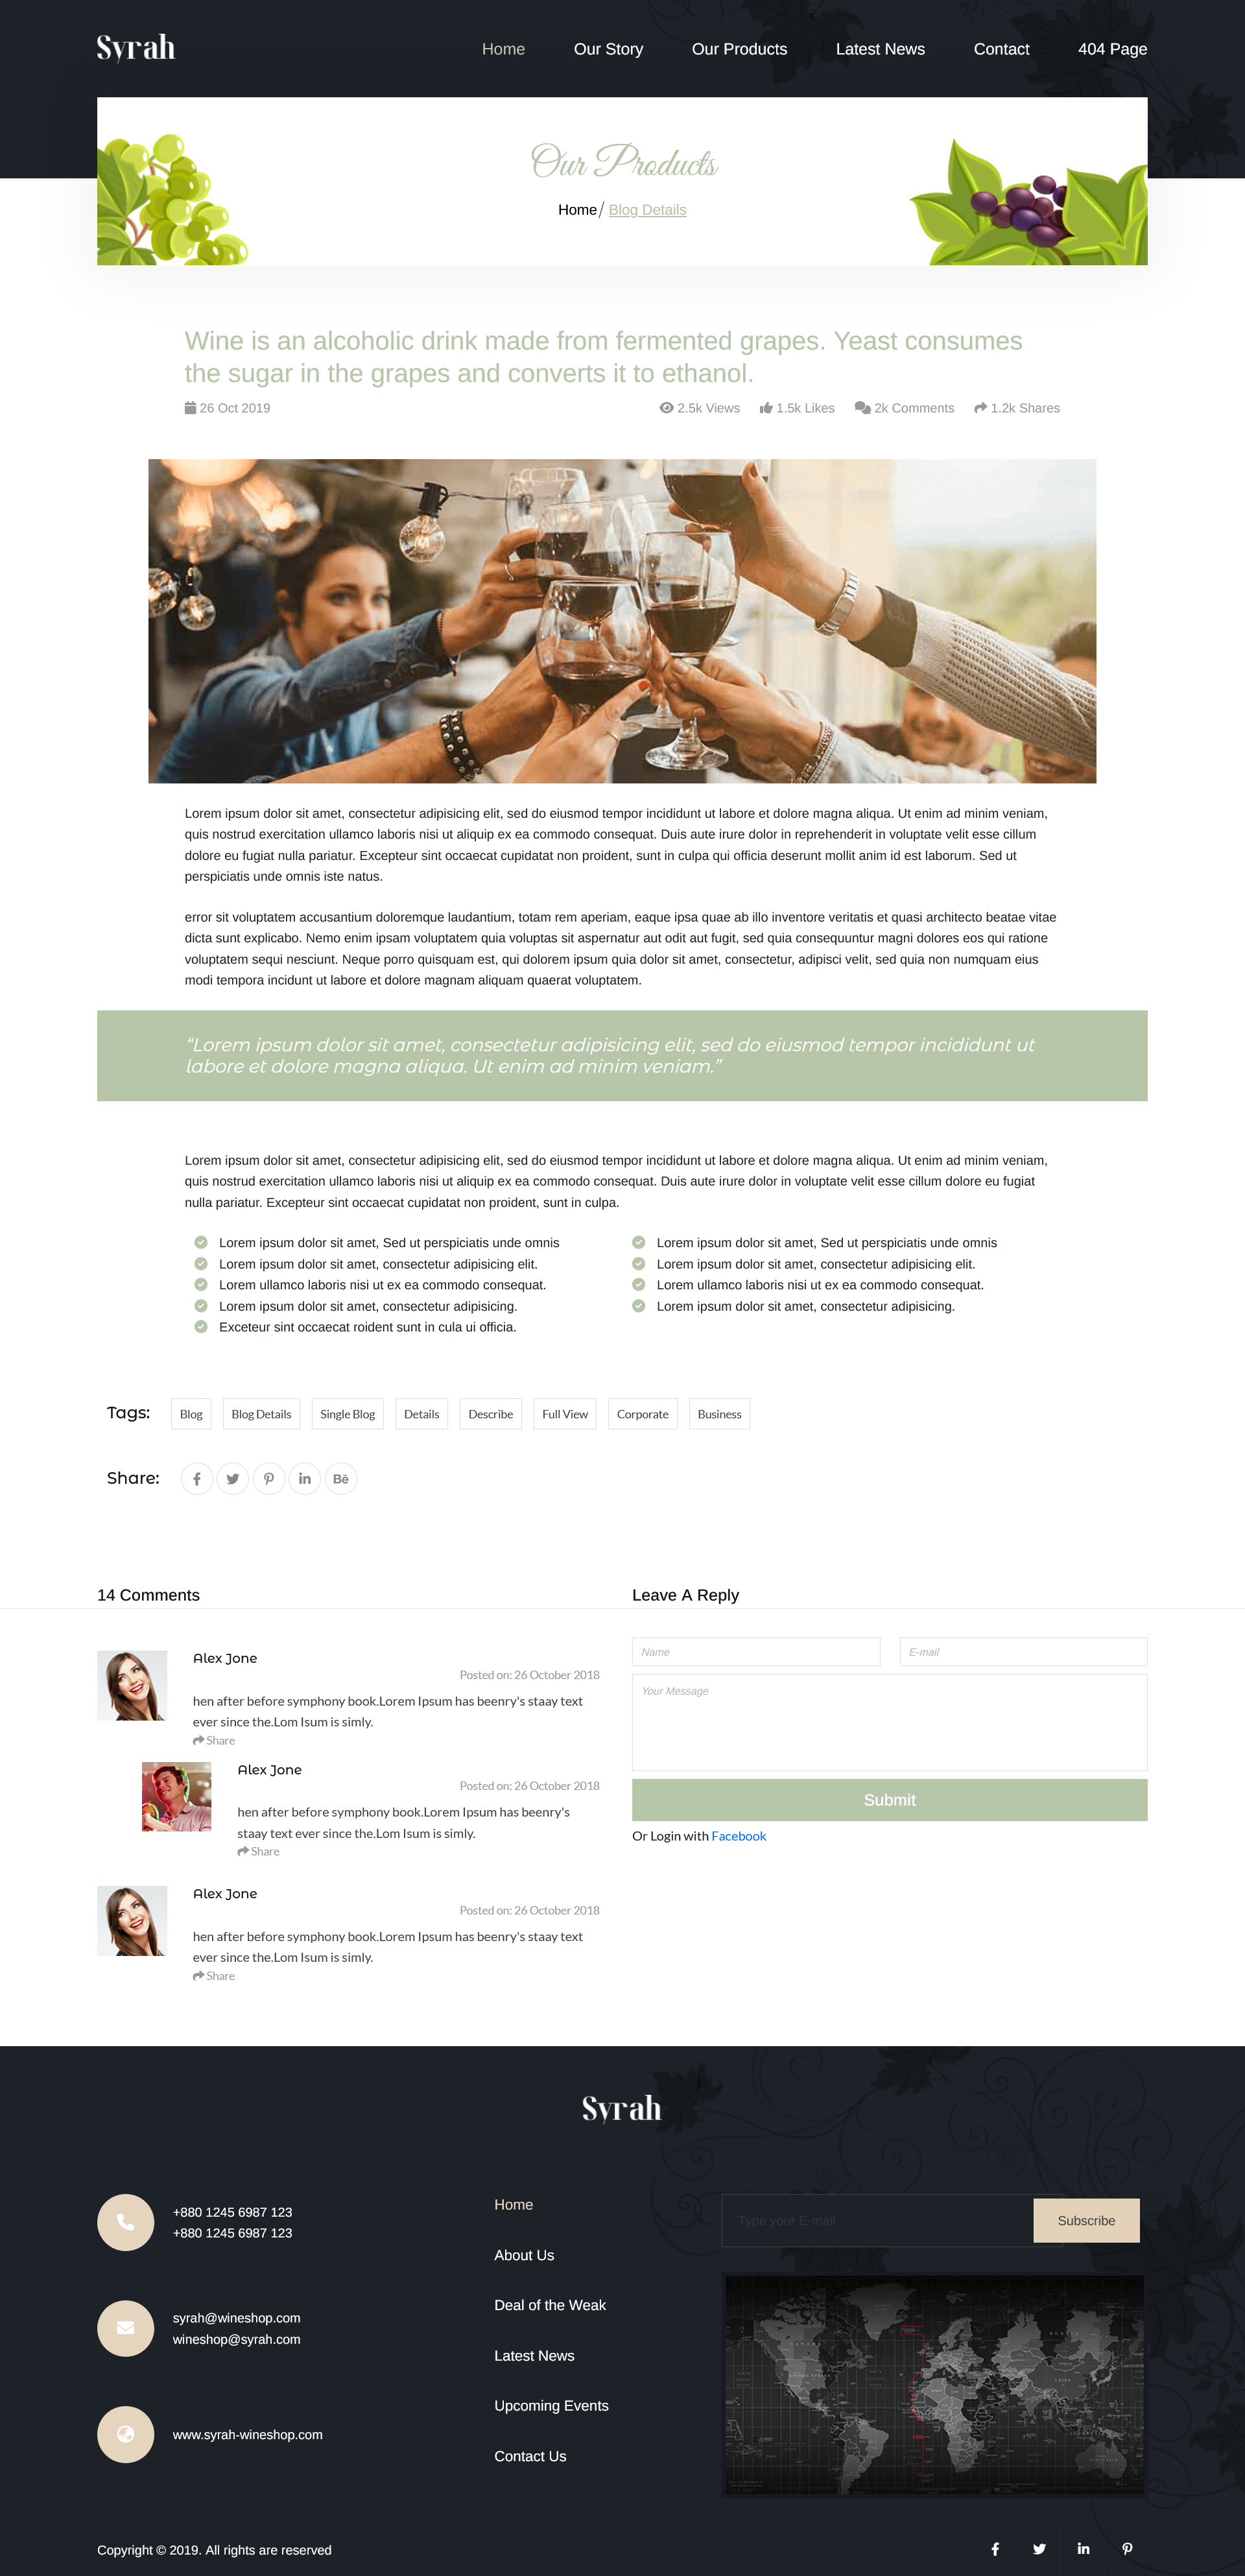 Syrah
Home
Our Story
Our Products
Latest News
Contact
404 Page
Our Products
Home/ Blog Details
Wine is an alcoholic drink made from fermented grapes. Yeast consumes
the sugar in the grapes and converts it to ethanol.
26 Oct 2019
2.5k Views
1.5k Likes
2k Comments
1.2k Shares
Lorem ipsum dolor sit amet, consectetur adipisicing elit, sed do eiusmod tempor incididunt ut labore et dolore magna aliqua. Ut enim ad minim veniam,
quis nostrud exercitation ullamco laboris nisi ut aliquip ex ea commodo consequat. Duis aute irure dolor in reprehenderit in voluptate velit esse cillum
dolore eu fugiat nulla pariatur. Excepteur sint occaecat cupidatat non proident, sunt in culpa qui officia deserunt mollit anim id est laborum. Sed ut
perspiciatis unde omnis iste natus.
error sit voluptatem accusantium doloremque laudantium, totam rem aperiam, eaque ipsa quae ab illo inventore veritatis et quasi architecto beatae vitae
dicta sunt explicabo. Nemo enim ipsam voluptatem quia voluptas sit aspernatur aut odit aut fugit, sed quia consequuntur magni dolores eos qui ratione
voluptatem sequi nesciunt. Neque porro quisquam est, qui dolorem ipsum quia dolor sit amet, consectetur, adipisci velit, sed quia non numquam eius
modi tempora incidunt ut labore et dolore magnam aliquam quaerat voluptatem.
“Lorem ipsum dolor sit amet, consectetur adipisicing elit, sed do eiusmod tempor incididunt ut
labore et dolore magna aliqua. Ut enim ad minim veniam.”
Lorem ipsum dolor sit amet, consectetur adipisicing elit, sed do eiusmod tempor incididunt ut labore et dolore magna aliqua. Ut enim ad minim veniam,
quis nostrud exercitation ullamco laboris nisi ut aliquip ex ea commodo consequat. Duis aute irure dolor in voluptate velit esse cillum dolore eu fugiat
nulla pariatur. Excepteur sint occaecat cupidatat non proident, sunt in culpa.
Lorem ipsum dolor sit amet, Sed ut perspiciatis unde omnis
Lorem ipsum dolor sit amet, consectetur adipisicing elit.
Lorem ullamco laboris nisi ut ex ea commodo consequat.
Lorem ipsum dolor sit amet, consectetur adipisicing.
Exceteur sint occaecat roident sunt in cula ui officia.
Lorem ipsum dolor sit amet, Sed ut perspiciatis unde omnis
Lorem ipsum dolor sit amet, consectetur adipisicing elit.
Lorem ullamco laboris nisi ut ex ea commodo consequat.
Lorem ipsum dolor sit amet, consectetur adipisicing.
Tags:
Blog
Blog Details
Single Blog
Details
Describe
Full View
Corporate
Business
Share:
Bē
14 Comments
Alex Jone
Posted on: 26 October 2018
hen after before symphony book.Lorem Ipsum has beenry's staay text
ever since the.Lom Isum is simly.
Share
Alex Jone
Posted on: 26 October 2018
hen after before symphony book.Lorem Ipsum has beenry's
staay text ever since the.Lom Isum is simly.
Share
Alex Jone
Posted on: 26 October 2018
hen after before symphony book.Lorem Ipsum has beenry's staay text
ever since the.Lom Isum is simly.
Share
Leave A Reply
Name
E-mail
Your Message
Submit
Or Login with Facebook
Syrah
+880 1245 6987 123
+880 1245 6987 123
syrah@wineshop.com
wineshop@syrah.com
www.syrah-wineshop.com
Home
About Us
Deal of the Weak
Latest News
Upcoming Events
Contact Us
Type your E-mail
Subscribe
Copyright © 2019. All rights are reserved